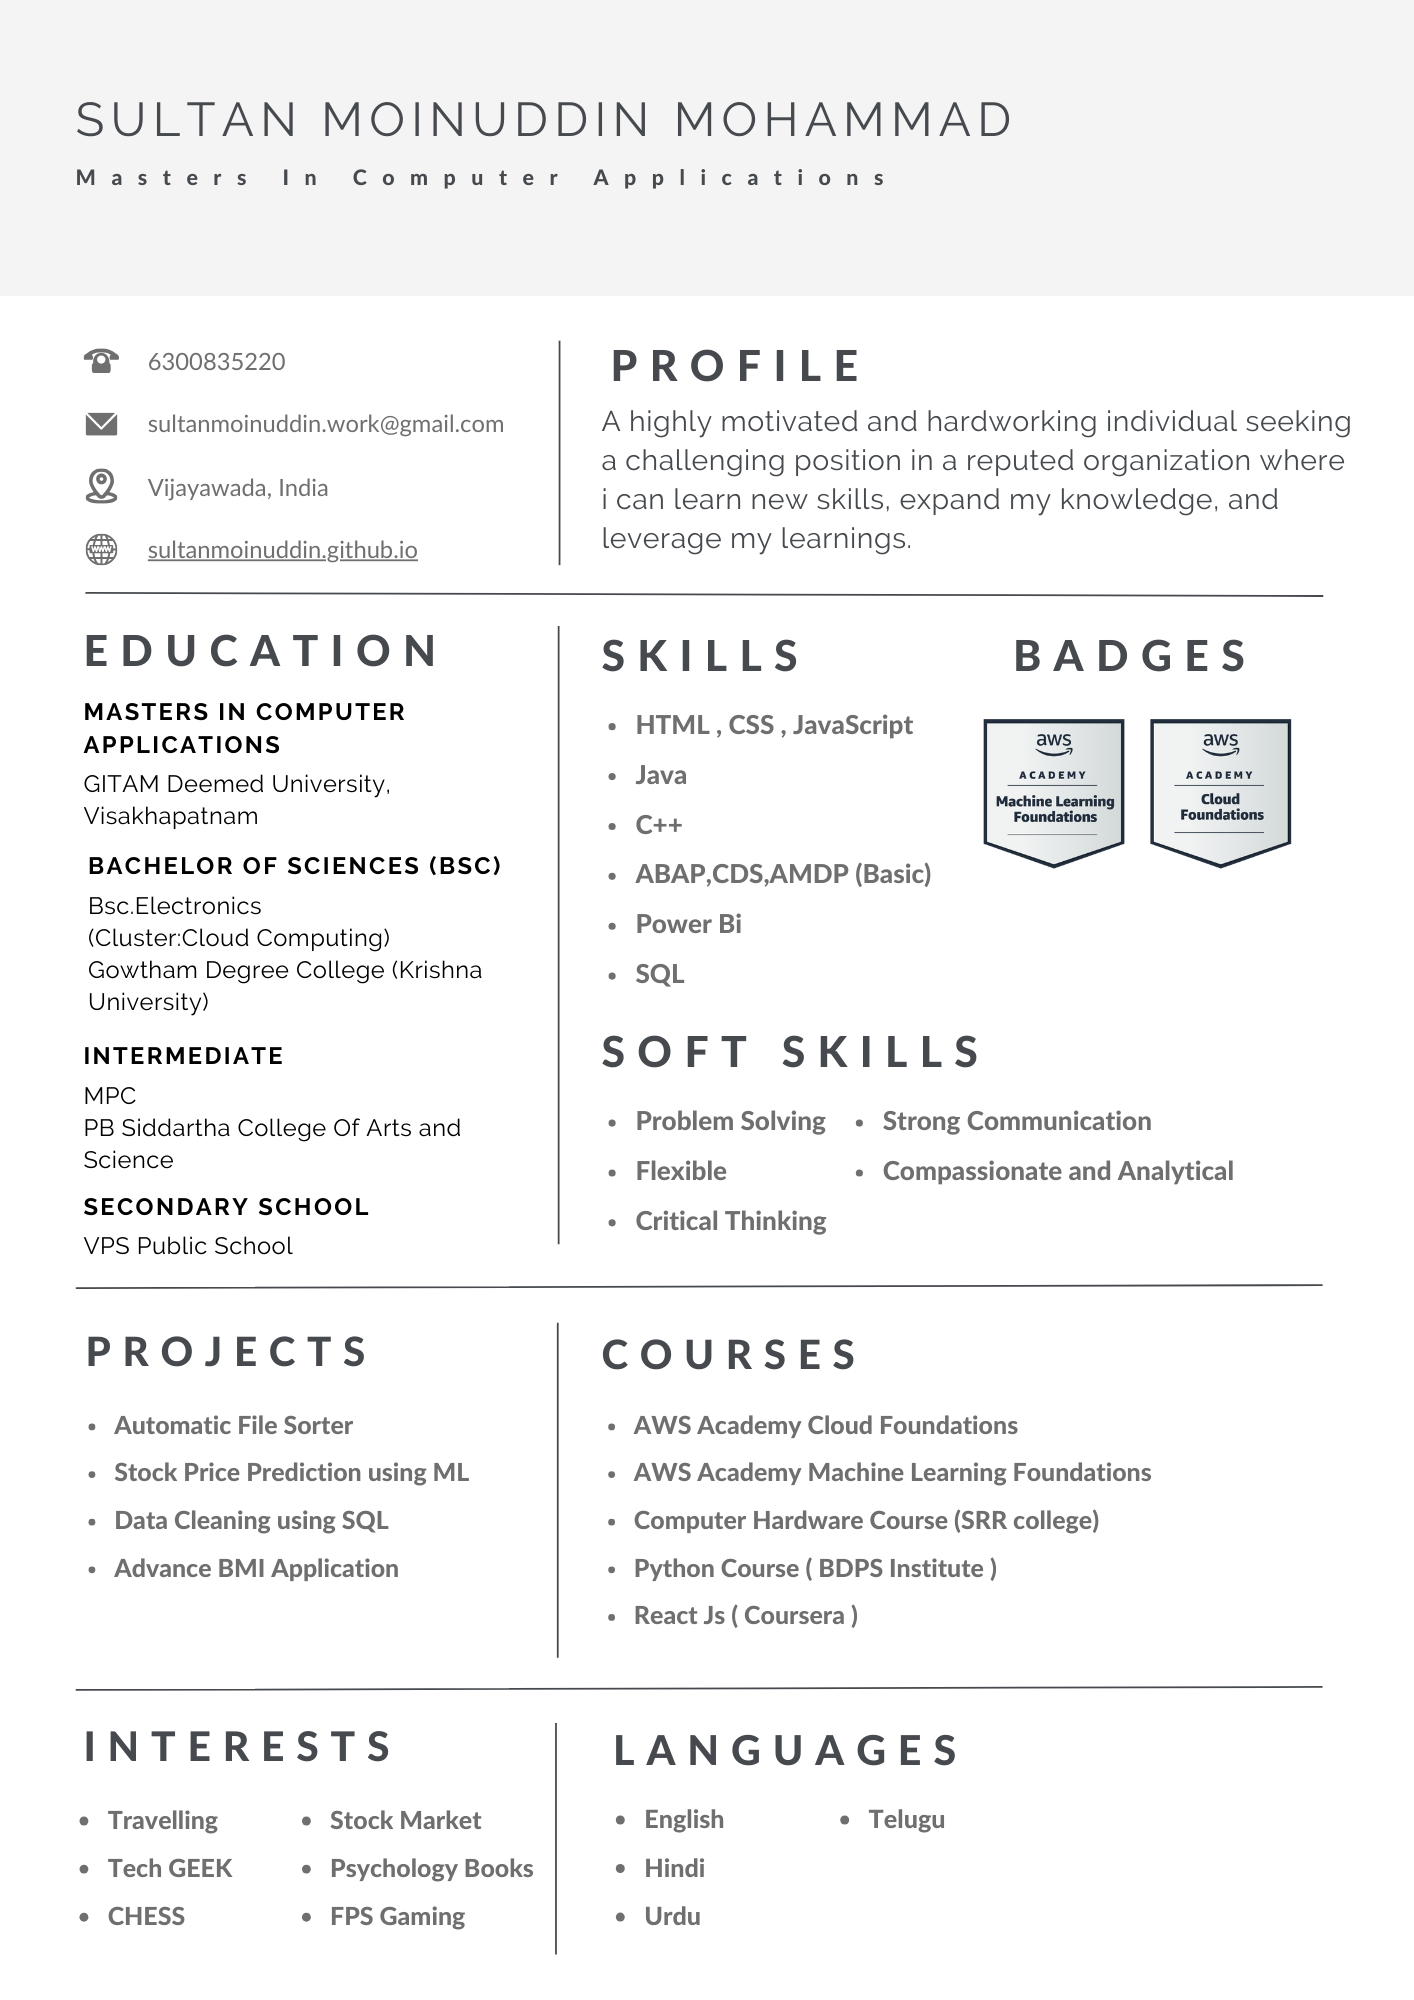 SULTAN MOINUDDIN MOHAMMAD
Masters In Computer Applications
6300835220
sultanmoinuddin.work@gmail.com
Vijayawada, India
sultanmoinuddin.github.io
PROFILE
A highly motivated and hardworking individual seeking
a challenging position in a reputed organization where
i can learn new skills, expand my knowledge, and
leverage my learnings.
EDUCATION
MASTERS IN COMPUTER
APPLICATIONS
GITAM Deemed University,
Visakhapatnam
BACHELOR OF SCIENCES (BSC)
Bsc.Electronics
(Cluster:Cloud Computing)
Gowtham Degree College (Krishna
University)
INTERMEDIATE
MPC
PB Siddartha College Of Arts and
Science
SECONDARY SCHOOL
VPS Public School
SKILLS
• HTML , CSS , JavaScript
• Java
• C++
• ABAP,CDS,AMDP (Basic)
• Power Bi
• SQL
BADGES
aws
ACADEMY
Machine Learning
Foundations
aws
ACADEMY
Cloud
Foundations
SOFT SKILLS
• Problem Solving
• Flexible
• Critical Thinking
• Strong Communication
• Compassionate and Analytical
PROJECTS
• Automatic File Sorter
• Stock Price Prediction using ML
• Data Cleaning using SQL
• Advance BMI Application
COURSES
• AWS Academy Cloud Foundations
• AWS Academy Machine Learning Foundations
• Computer Hardware Course (SRR college)
• Python Course ( BDPS Institute )
• React Js ( Coursera )
INTERESTS
• Travelling
• Tech GEEK
• CHESS
• Stock Market
• Psychology Books
• FPS Gaming
LANGUAGES
• English
• Hindi
• Urdu
• Telugu